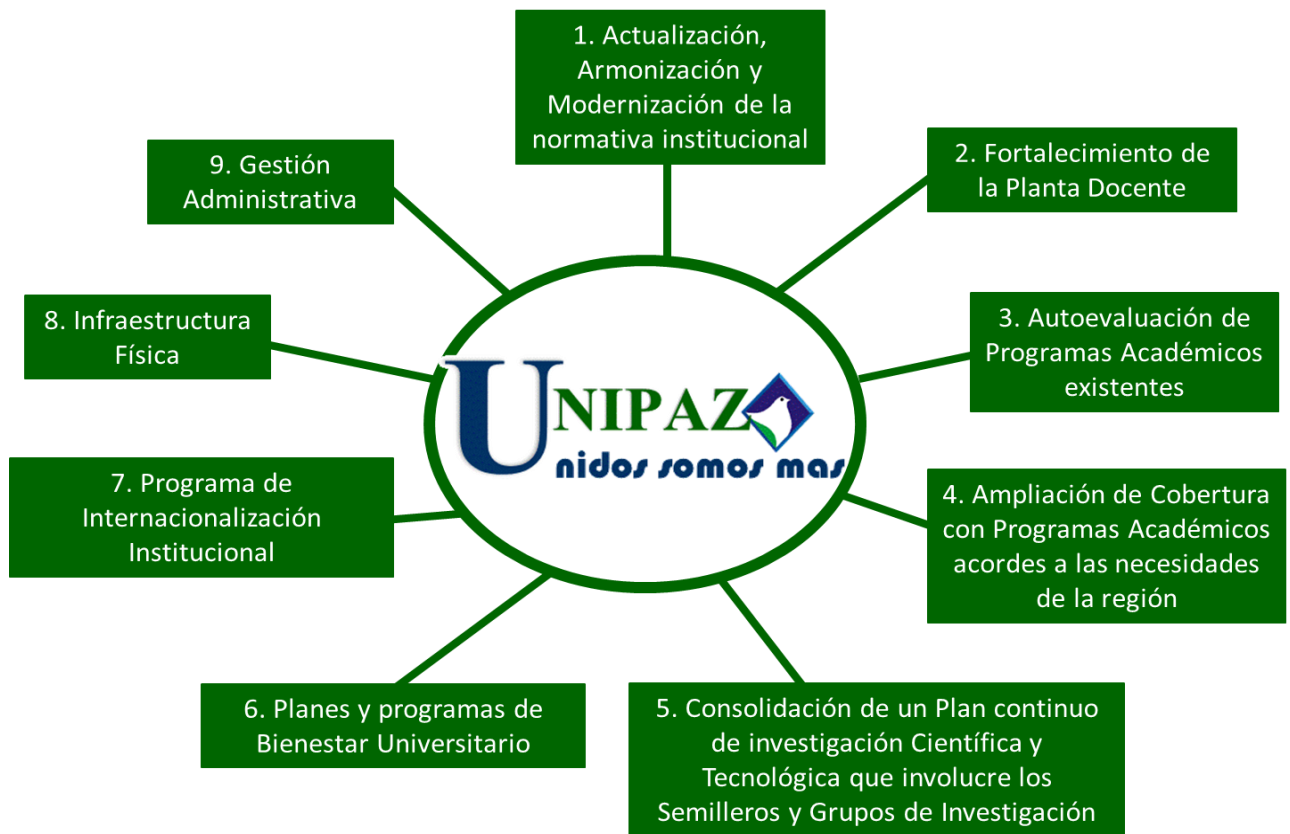 1. Actualización,
Armonización y
Modernización de la
normativa institucional
2. Fortalecimiento de
la Planta Docente
3. Autoevaluación de
Programas Académicos
existentes
4. Ampliación de Cobertura
con Programas Académicos
acordes a las necesidades
de la región
5. Consolidación de un Plan continuo
de investigación Científica y
Tecnológica que involucre los
Semilleros y Grupos de Investigación
6. Planes y programas de
Bienestar Universitario
7. Programa de
Internacionalización
Institucional
8. Infraestructura
Física
9. Gestión
Administrativa
UNIPAZ
nidos somos mas